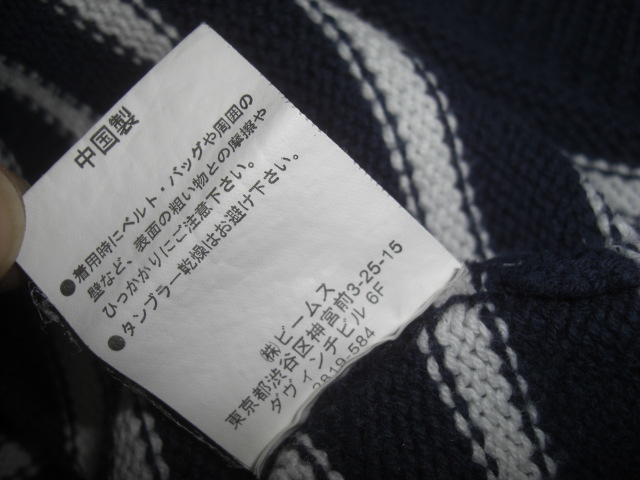 中国製
●着用時にベルト・バッグや周囲の
壁など、表面の粗い物との摩擦や
ひっかかりにご注意下さい。
●タンブラー乾燥はお避け下さい。
㈱ビームス
東京都渋谷区神宮前3-25-15
ダヴィンチビル 6F
2819-584